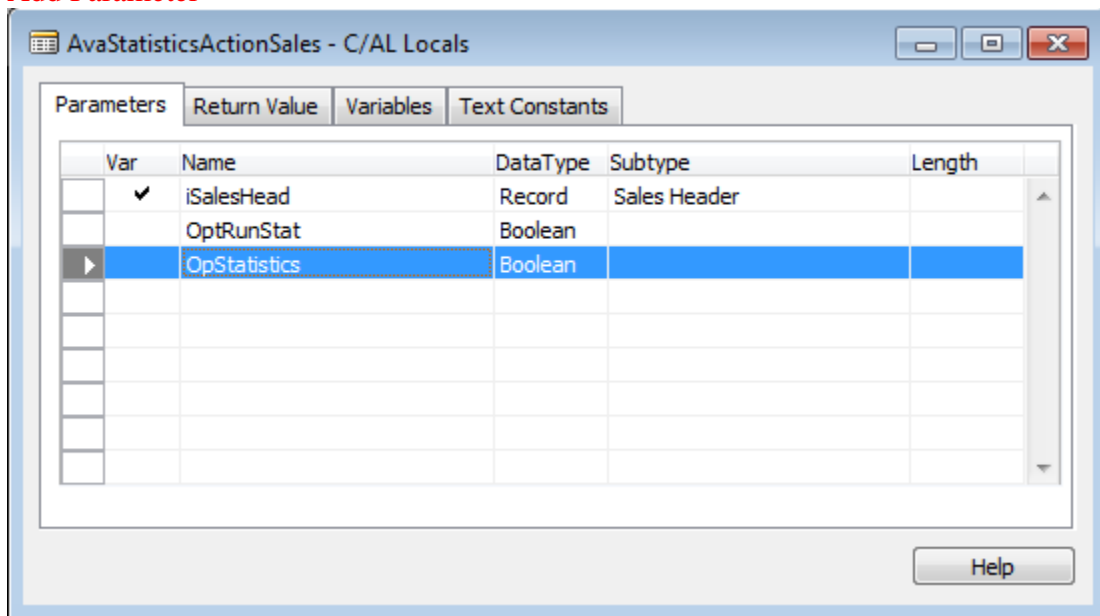 AvaStatisticsActionSales - C/AL Locals
Parameters Return Value Variables Text Constants
Var Name DataType Subtype Length
iSalesHead Record Sales Header
OptRunStat Boolean
OpStatistics Boolean
Help